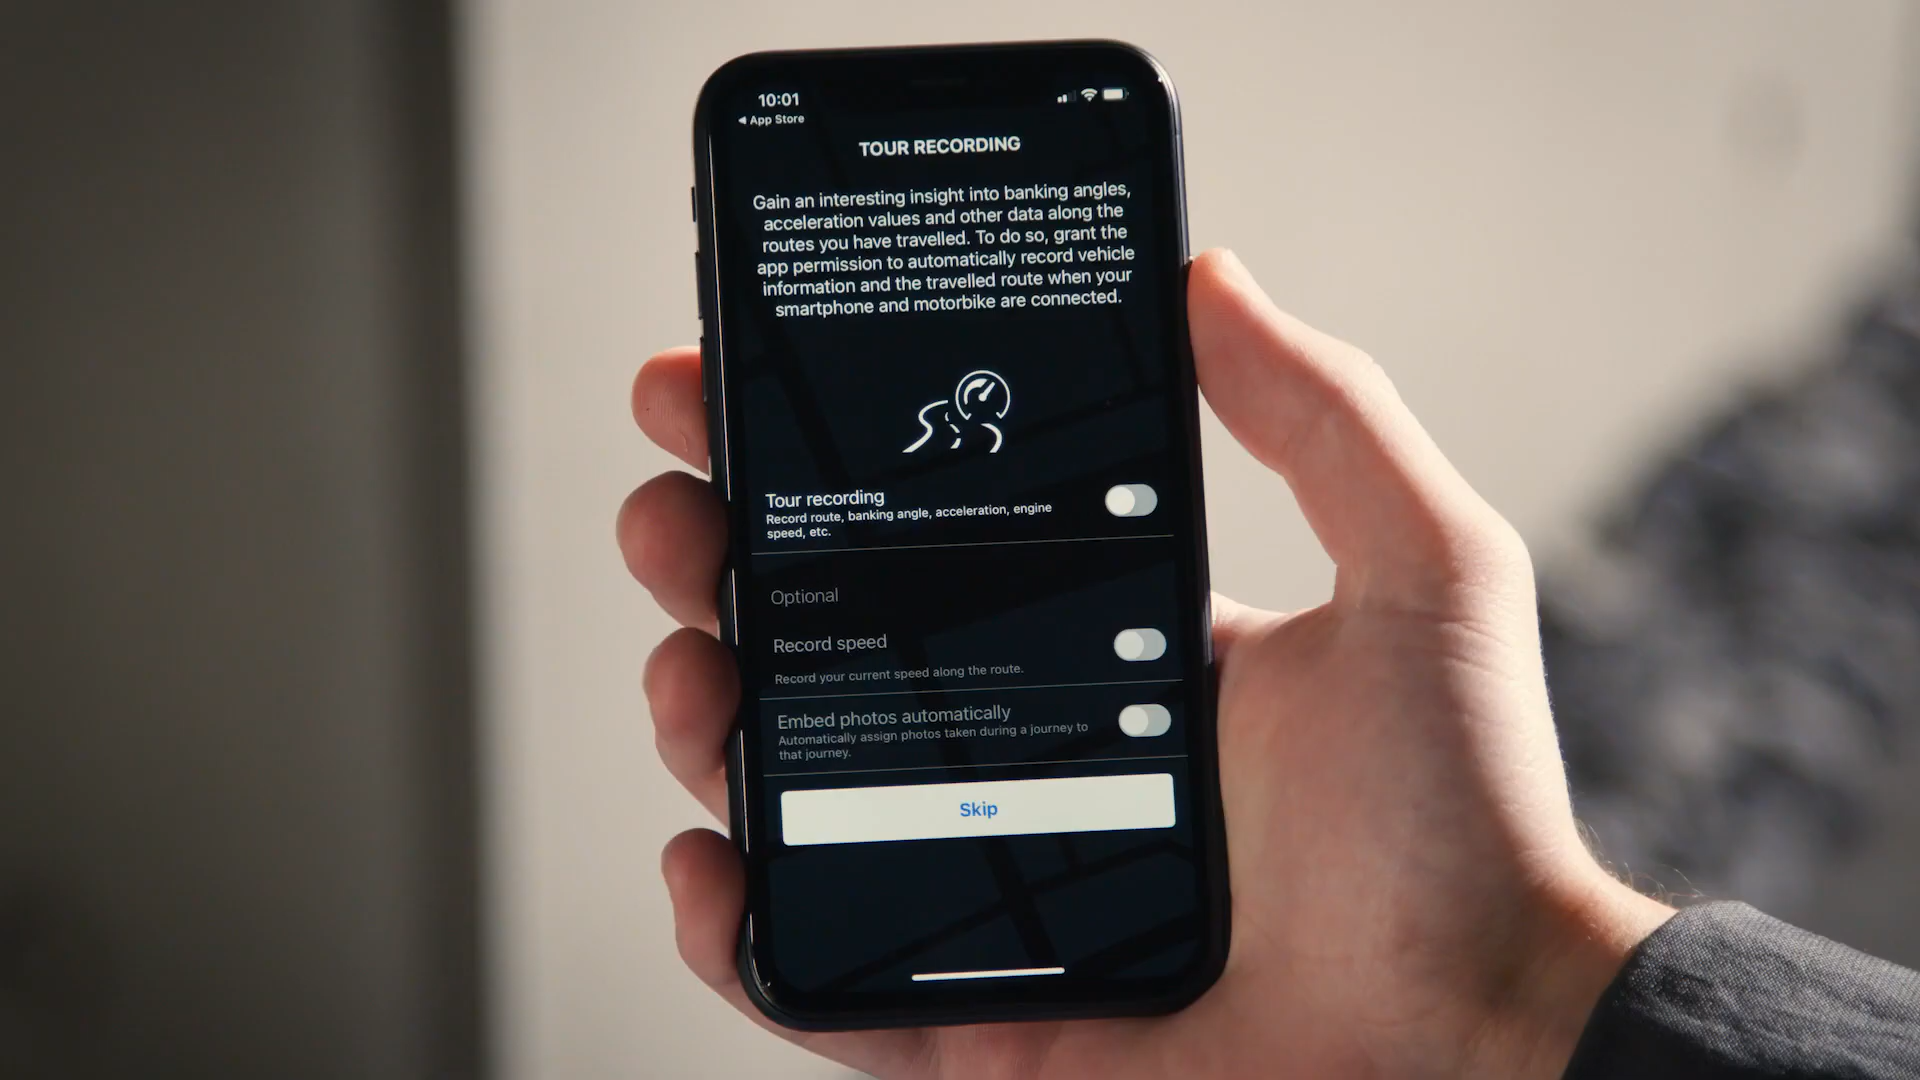 10:01
◀ App Store
TOUR RECORDING
Gain an interesting insight into banking angles,
acceleration values and other data along the
routes you have travelled. To do so, grant the
app permission to automatically record vehicle
information and the travelled route when your
smartphone and motorbike are connected.
Tour recording
Record route, banking angle, acceleration, engine
speed, etc.
Optional
Record speed
Record your current speed along the route.
Embed photos automatically
Automatically assign photos taken during a journey to
that journey.
Skip